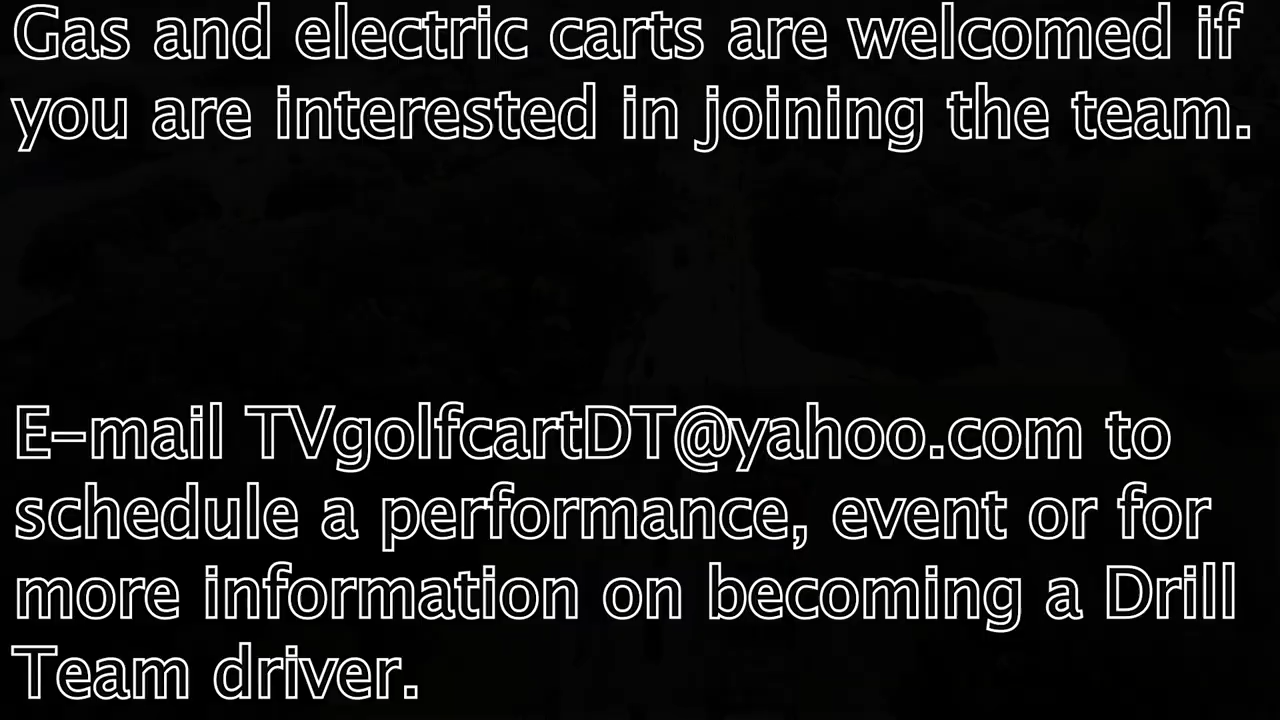 Gas and electric carts are welcomed if
you are interested in joining the team.
E-mail TVgolfcartDT@yahoo.com to
schedule a performance, event or for
more information on becoming a Drill
Team driver.